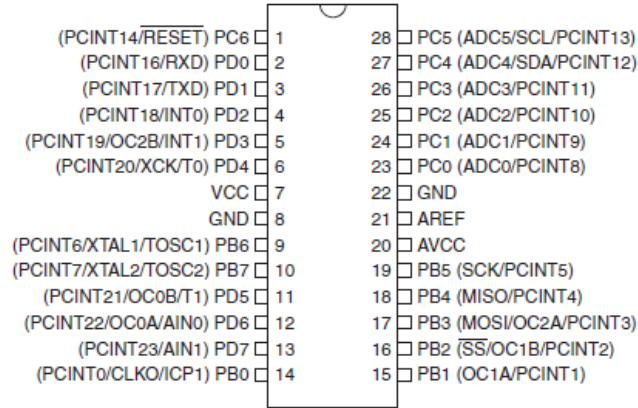 (PCINT14/RESET) PC6 1 28 PC5 (ADC5/SCL/PCINT13)
(PCINT16/RXD) PD0 2 27 PC4 (ADC4/SDA/PCINT12)
(PCINT17/TXD) PD1 3 26 PC3 (ADC3/PCINT11)
(PCINT18/INT0) PD2 4 25 PC2 (ADC2/PCINT10)
(PCINT19/OC2B/INT1) PD3 5 24 PC1 (ADC1/PCINT9)
(PCINT20/XCK/T0) PD4 6 23 PC0 (ADC0/PCINT8)
VCC 7 22 GND
GND 8 21 AREF
(PCINT6/XTAL1/TOSC1) PB6 9 20 AVCC
(PCINT7/XTAL2/TOSC2) PB7 10 19 PB5 (SCK/PCINT5)
(PCINT21/OC0B/T1) PD5 11 18 PB4 (MISO/PCINT4)
(PCINT22/OC0A/AIN0) PD6 12 17 PB3 (MOSI/OC2A/PCINT3)
(PCINT23/AIN1) PD7 13 16 PB2 (SS/OC1B/PCINT2)
(PCINT0/CLKO/ICP1) PB0 14 15 PB1 (OC1A/PCINT1)